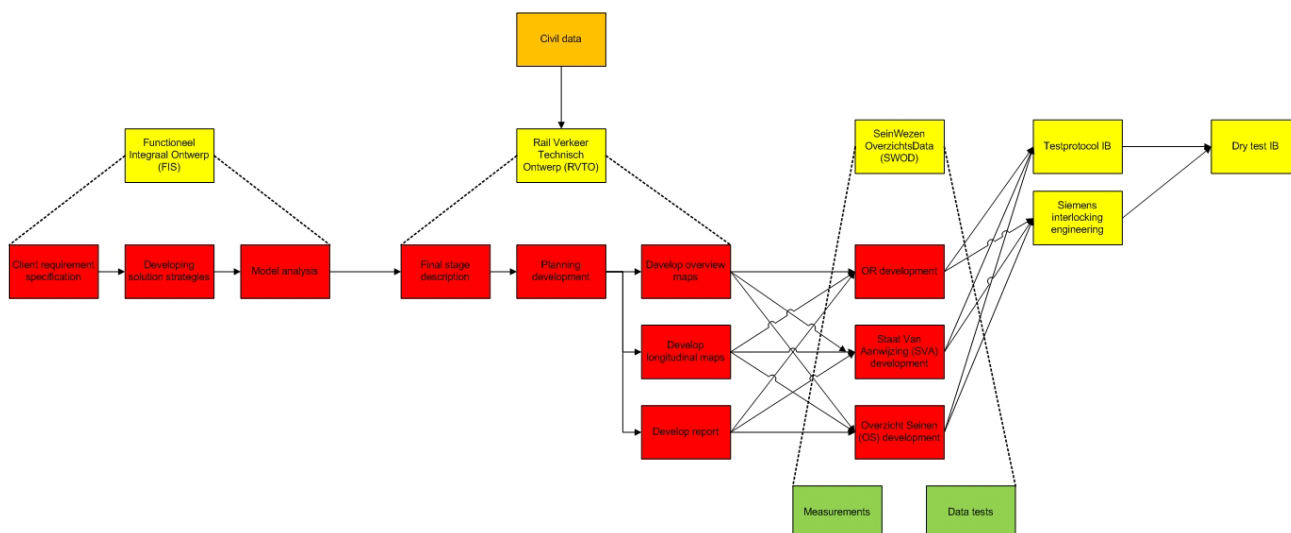 Civil data
Functioneel
Integraal Ontwerp
(FIS)
Rail Verkeer
Technisch
Ontwerp (RVTO)
SeinWezen
OverzichtsData
(SWOD)
Testprotocol IB
Dry test IB
Siemens
interlocking
engineering
Client requirement
specification
Developing
solution strategies
Model analysis
Final stage
description
Planning
development
Develop overview
maps
OR development
Develop
longitudinal maps
Staat Van
Aanwijzing (SVA)
development
Develop report
Overzicht Seinen
(OS) development
Measurements
Data tests